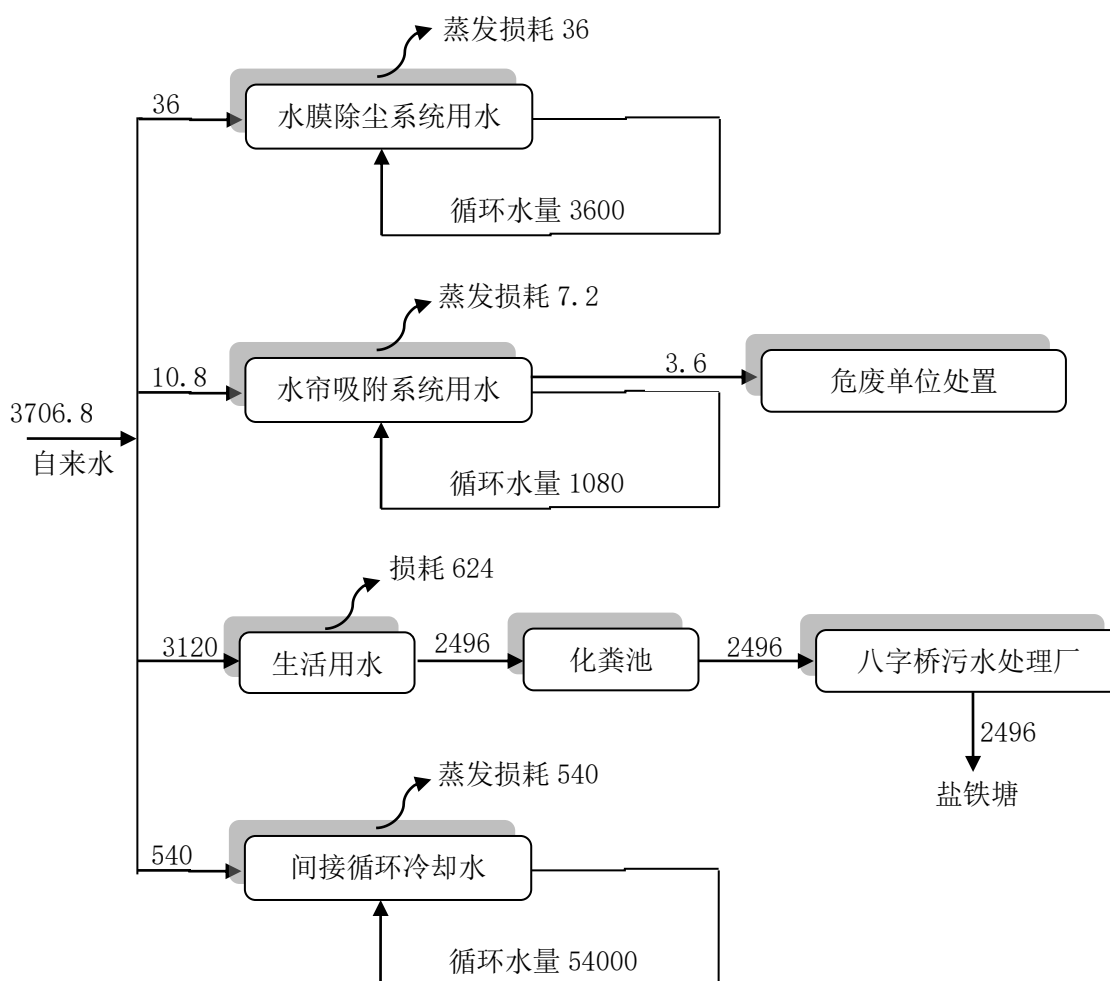 蒸发损耗 36
36
水膜除尘系统用水
循环水量 3600
蒸发损耗 7.2
10.8
水帘吸附系统用水
3.6
危废单位处置
3706.8
自来水
循环水量 1080
损耗 624
3120
生活用水
2496
化粪池
2496
八字桥污水处理厂
2496
盐铁塘
蒸发损耗 540
540
间接循环冷却水
循环水量 54000